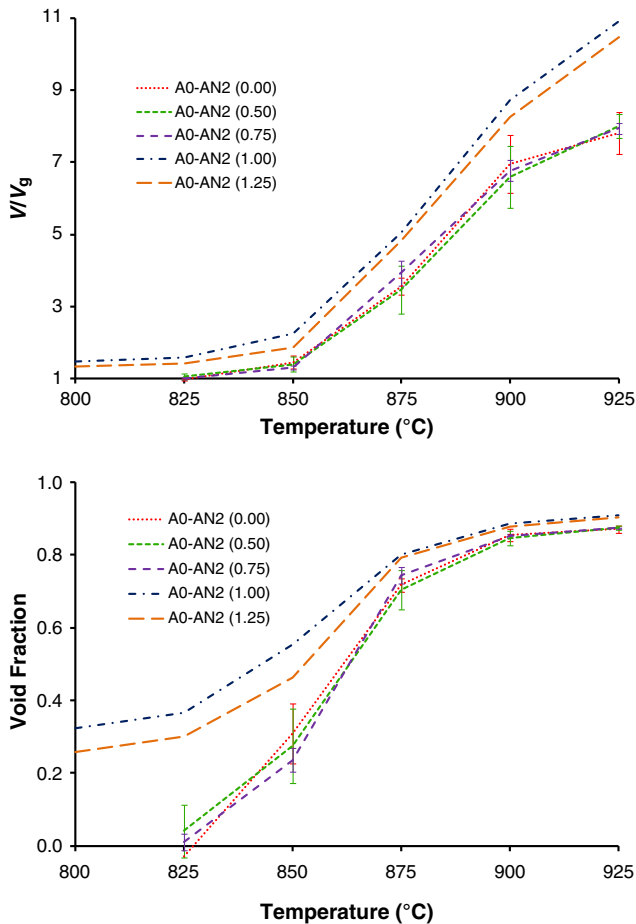 11
9
7
5
3
1
V/Vg
A0-AN2 (0.00)
A0-AN2 (0.50)
A0-AN2 (0.75)
A0-AN2 (1.00)
A0-AN2 (1.25)
800 825 850 875 900 925
Temperature (°C)
1.0
0.8
0.6
0.4
0.2
0.0
Void Fraction
A0-AN2 (0.00)
A0-AN2 (0.50)
A0-AN2 (0.75)
A0-AN2 (1.00)
A0-AN2 (1.25)
800 825 850 875 900 925
Temperature (°C)